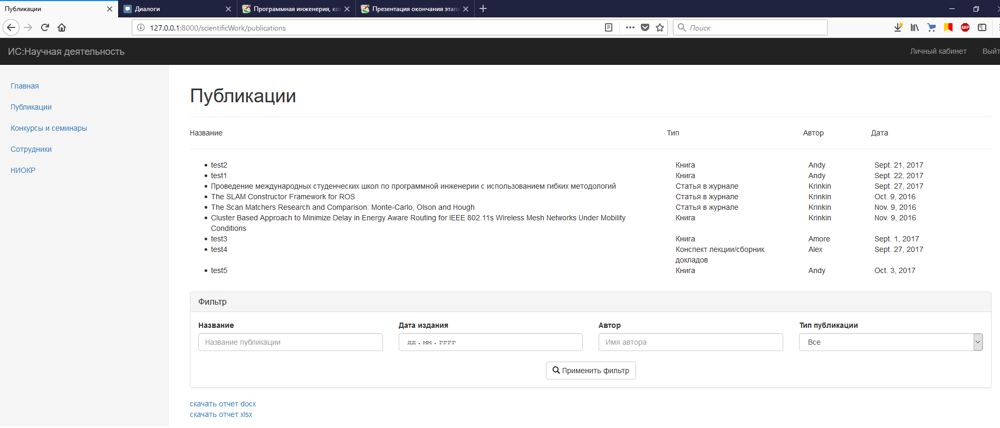 Публикации
Диалоги
Программная инженерия, ко
Презентация окончания этапа
127.0.0.1:8000/scientificWork/publications
Поиск
ABP
ИС:Научная деятельность
Личный кабинет
Выйт
Главная
Публикации
Конкурсы и семинары
Сотрудники
НИОКР
Публикации
Название Тип Автор Дата
test2 Книга Andy Sept. 21, 2017
test1 Книга Andy Sept. 22, 2017
Проведение международных студенческих школ по программной инженерии с использованием гибких методологий Статья в журнале Krinkin Sept. 27, 2017
The SLAM Constructor Framework for ROS Статья в журнале Krinkin Oct. 9, 2016
The Scan Matchers Research and Comparison: Monte-Carlo, Olson and Hough Статья в журнале Krinkin Nov. 9, 2016
Cluster Based Approach to Minimize Delay in Energy Aware Routing for IEEE 802.11s Wireless Mesh Networks Under Mobility Книга Krinkin Nov. 9, 2016
Conditions
test3 Книга Amore Sept. 1, 2017
test4 Конспект лекции/сборник Alex Sept. 27, 2017
докладов
test5 Книга Andy Oct. 3, 2017
Фильтр
Название Дата издания Автор Тип публикации
Название публикации дд.мм.гггг Имя автора Все
Применить фильтр
скачать отчет docx
скачать отчет xlsx